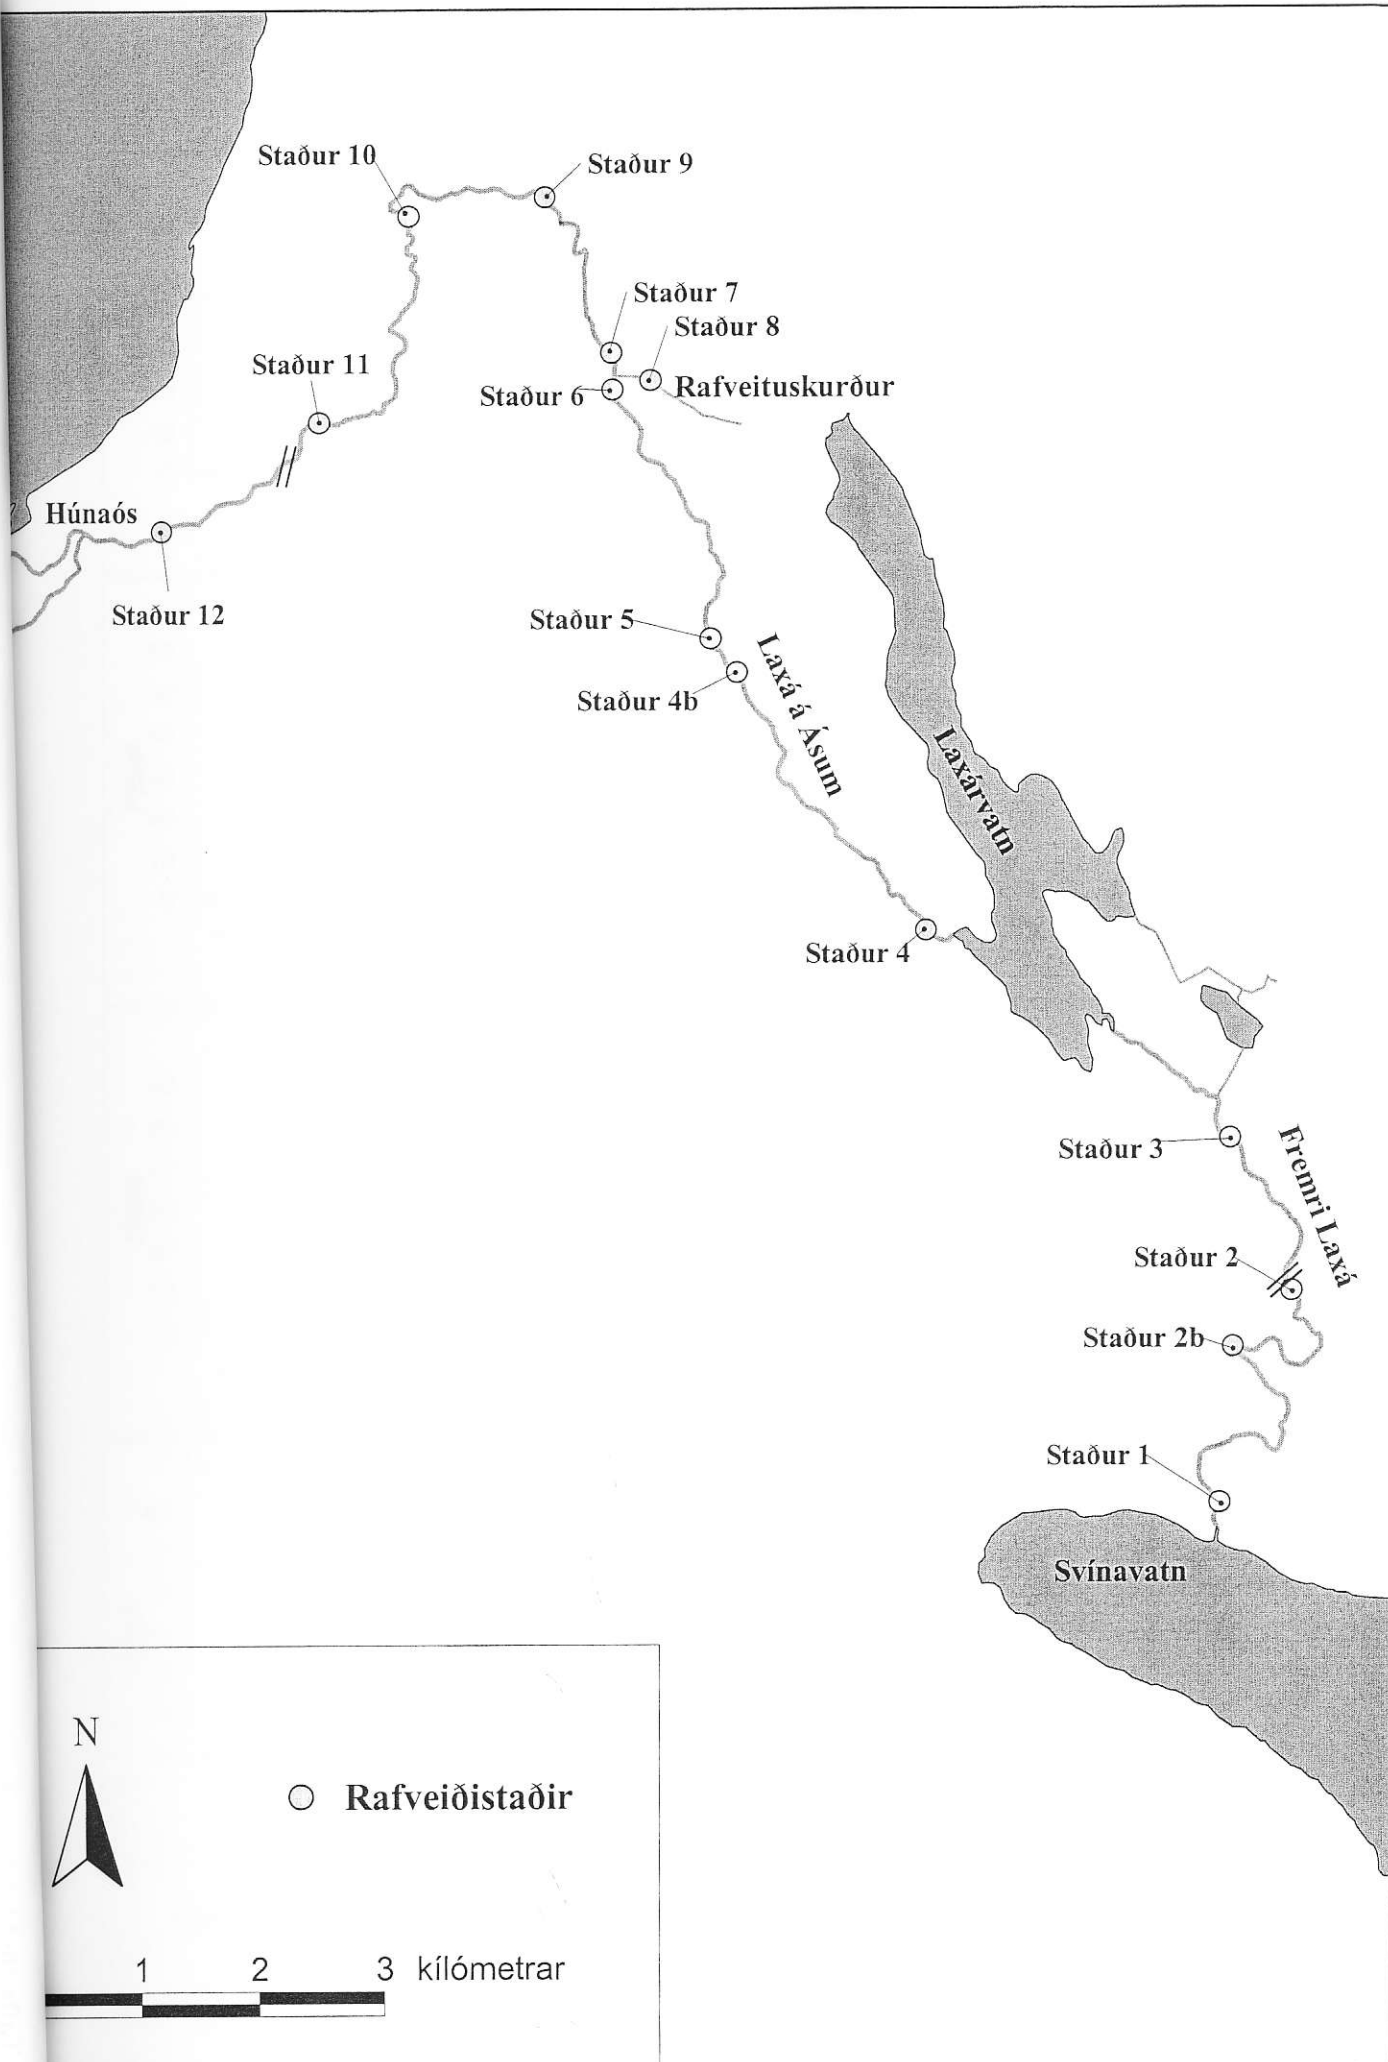 Staður 10
Staður 9
Staður 7
Staður 8
Staður 11
Rafveituskurður
Staður 6
Húnaós
Staður 12
Staður 5
Laxá á Ásum
Staður 4b
Laxárvatn
Staður 4
Staður 3
Fremri Laxá
Staður 2
Staður 2b
Staður 1
Svínavatn
N
Rafveiðistaðir
1 2 3 kílómetrar